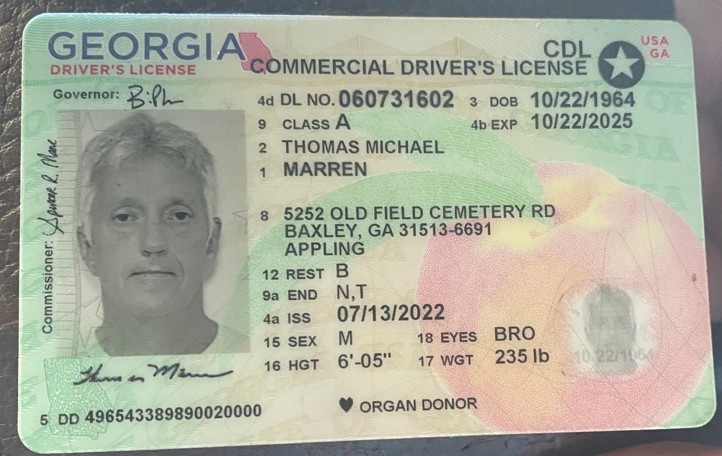 GEORGIA
DRIVER'S LICENSE
CDL
USA
GA
COMMERCIAL DRIVER'S LICENSE
Governor:
4d DL NO. 060731602 3 DOB 10/22/1964
9 CLASS A 4b EXP 10/22/2025
2 THOMAS MICHAEL
1 MARREN
8 5252 OLD FIELD CEMETERY RD
BAXLEY, GA 31513-6691
APPLING
12 REST B
9a END N,T
4a ISS 07/13/2022
15 SEX M 18 EYES BRO
16 HGT 6'-05" 17 WGT 235 lb
Commissioner:
10/22/1964
♥ ORGAN DONOR
5 DD 496543389890020000